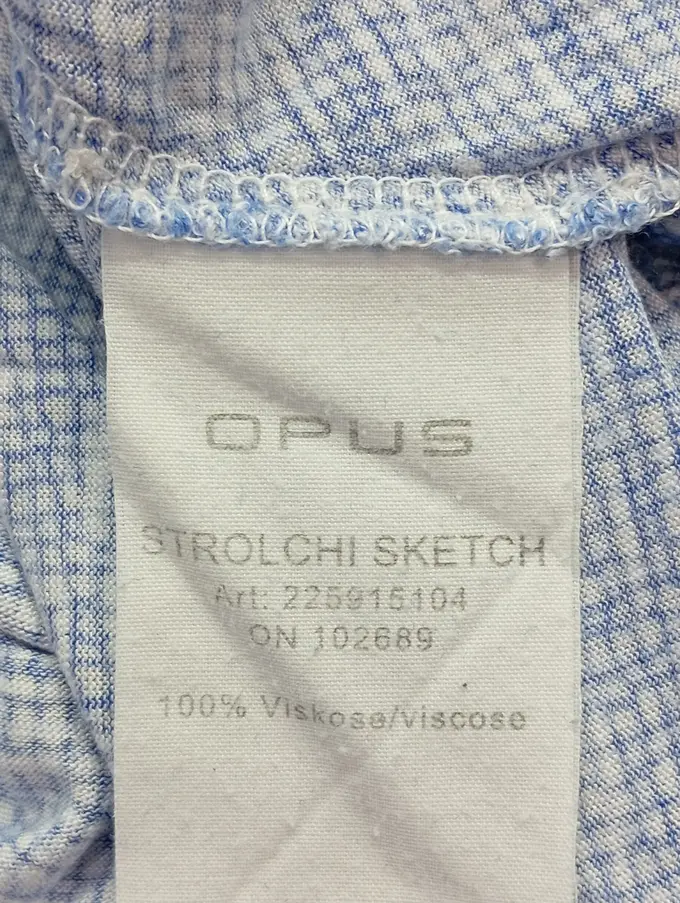 OPUS
STROLCHI SKETCH
Art: 225915104
ON 102689
100% Viskose/viscose